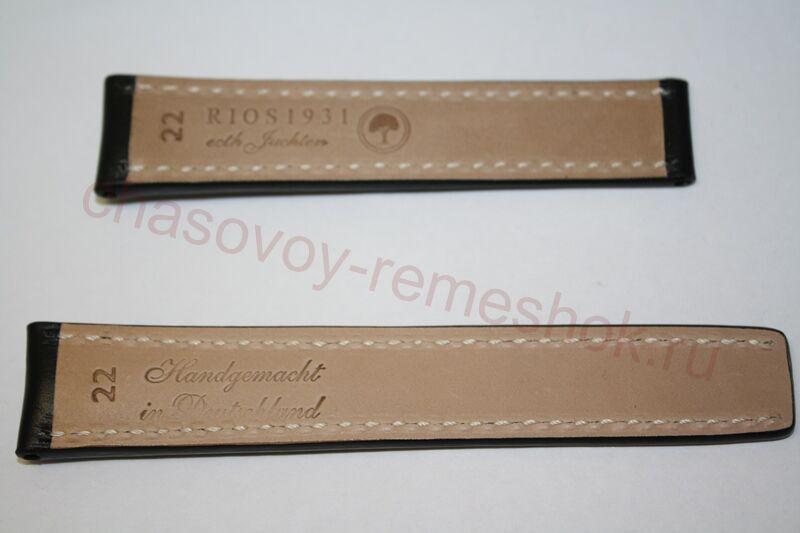 22
RIOS1931
echt Juchten
chasovoy-remeshok.ru
22
Handgemacht
in Deutschland